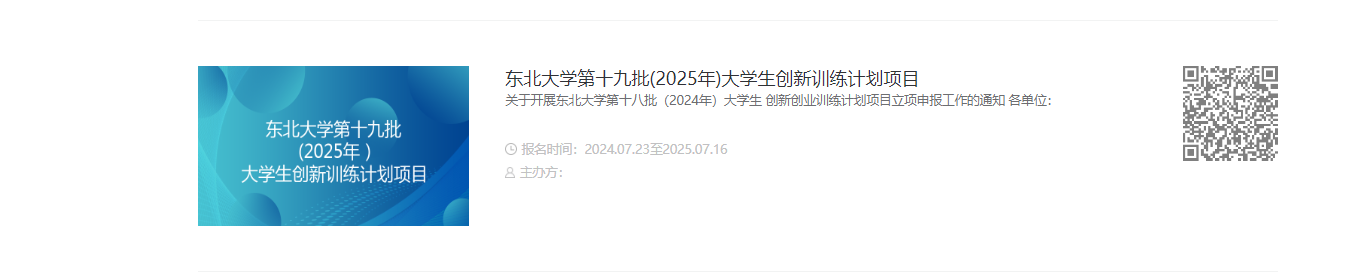 东北大学第十九批
(2025年 )
大学生创新训练计划项目
东北大学第十九批(2025年)大学生创新训练计划项目
关于开展东北大学第十八批（2024年）大学生 创新创业训练计划项目立项申报工作的通知 各单位：
报名时间：2024.07.23至2025.07.16
主办方：